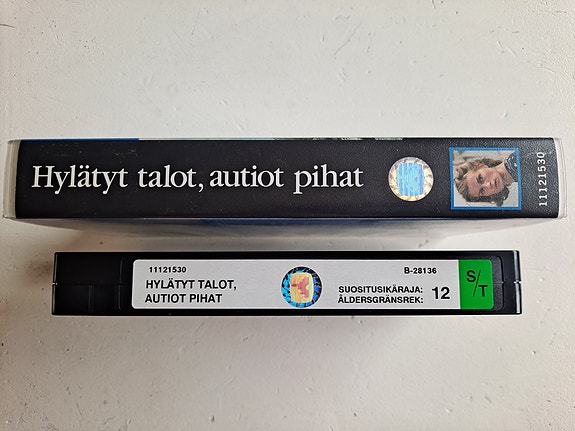 Hylätyt talot, autiot pihat
11121530
11121530
B-28136
HYLÄTYT TALOT,
AUTIOT PIHAT
SUOSITUSIKÄRAJA:
ÅLDERSGRÄNSREK:
12
S/T